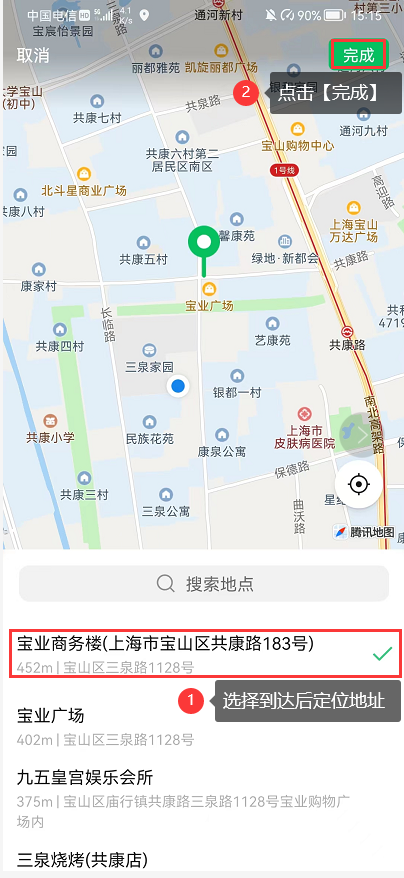 中国电信 HD 5G 4.1 K/s 90% 15:15
通河新村
村第三小
宝宸怡景园
取消
完成
丽都雅苑
凯旋丽都广场
2
点击【完成】
大学宝山
(初中)
共康七村
共泉路
通河九村
宝山购物中心
共康六村第二
居民区南区
1号线
北斗星商业广场
共康八村
高迎路
馨康苑
上海宝山
万达广场
共康五村
绿地·新都会
共康路
康家村
宝业广场
长临路
艺康苑
共康四村
共康路
三泉家园
银都一村
南北高架路
共康小学
民族花苑
康泉公寓
上海市
皮肤病医院
保德路
共康三村
三泉公寓
曲沃路
腾讯地图
搜索地点
宝业商务楼(上海市宝山区共康路183号)
452m | 宝山区三泉路1128号
1
选择到达后定位地址
宝业广场
402m | 宝山区三泉路1128号
九五皇宫娱乐会所
375m | 宝山区庙行镇共康路三泉路1128号宝业购物广
场内
三泉烧烤(共康店)